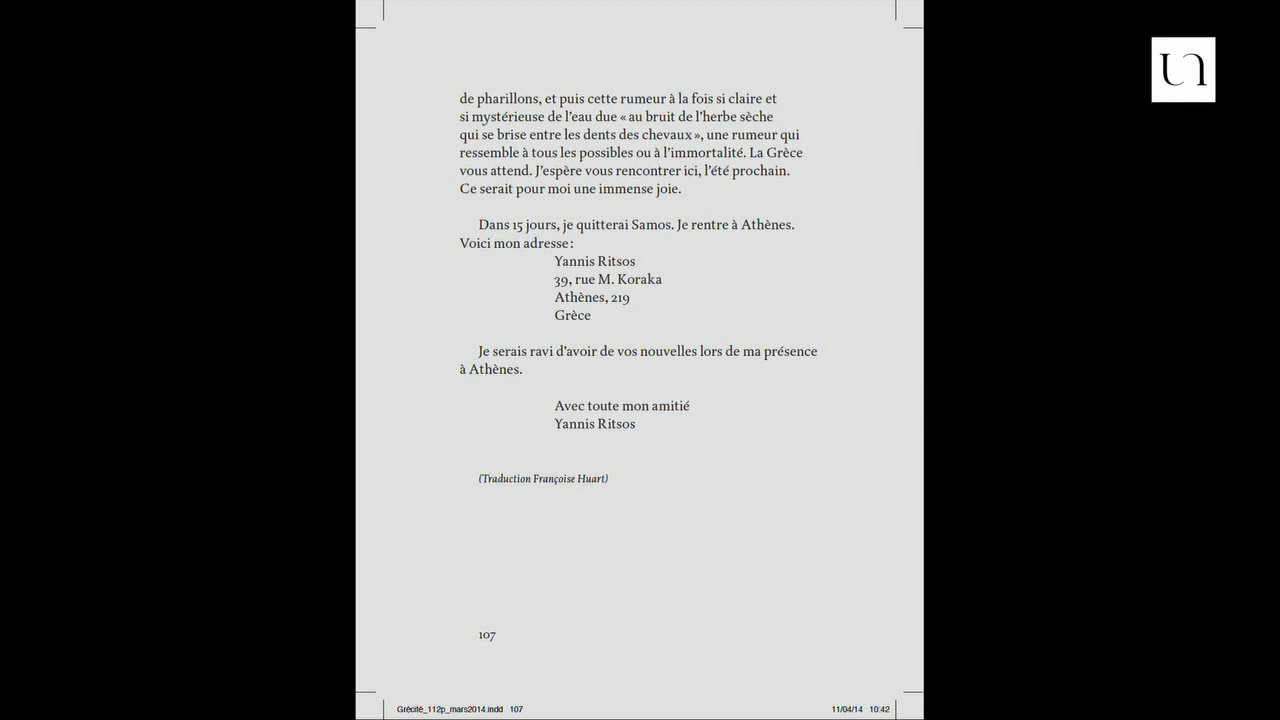 de pharillons, et puis cette rumeur à la fois si claire et
si mystérieuse de l'eau due « au bruit de l'herbe sèche
qui se brise entre les dents des chevaux », une rumeur qui
ressemble à tous les possibles ou à l'immortalité. La Grèce
vous attend. J'espère vous rencontrer ici, l'été prochain.
Ce serait pour moi une immense joie.
Dans 15 jours, je quitterai Samos. Je rentre à Athènes.
Voici mon adresse :
Yannis Ritsos
39, rue M. Koraka
Athènes, 219
Grèce
Je serais ravi d'avoir de vos nouvelles lors de ma présence
à Athènes.
Avec toute mon amitié
Yannis Ritsos
(Traduction Françoise Huart)
107
Grécité_112p_mars2014.indd 107
11/04/14 10:42